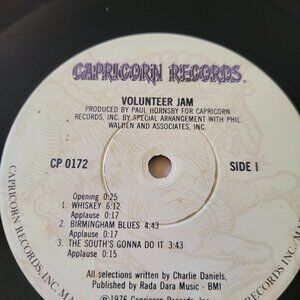 CAPRICORN RECORDS.
VOLUNTEER JAM
PRODUCED BY PAUL HORNSBY FOR CAPRICORN
RECORDS, INC. BY SPECIAL ARRANGEMENT WITH PHIL
WALDEN AND ASSOCIATES, INC.
CP 0172
SIDE I
Opening 0:25
1. WHISKEY 6:12
Applause 0:17
2. BIRMINGHAM BLUES 4:43
Applause 0:17
3. THE SOUTH'S GONNA DO IT 3:43
Applause 0:15
All selections written by Charlie Daniels,
Published by Rada Dara Music - BMI
℗1976 Capricorn Records, Inc.
CAPRICORN RECORDS, INC.